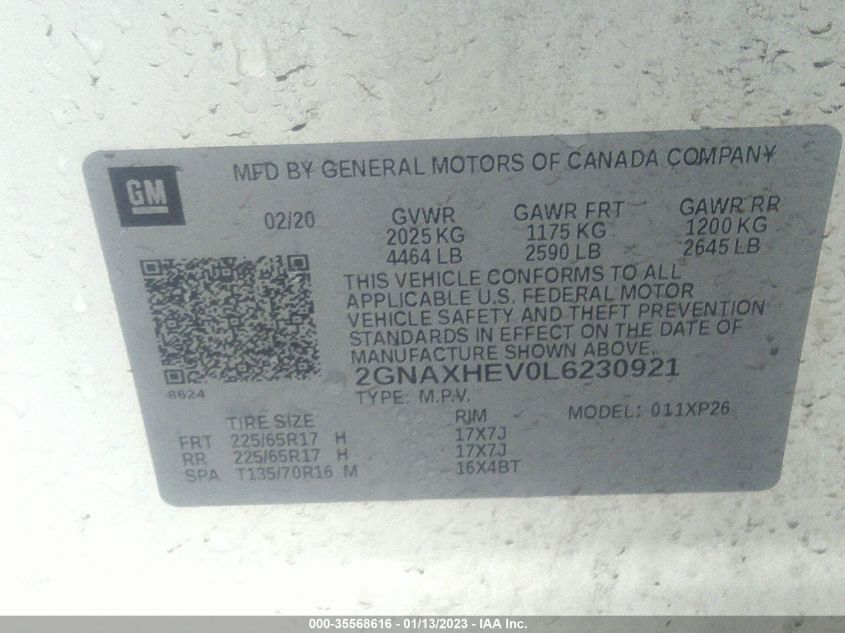 GM
MFD BY GENERAL MOTORS OF CANADA COMPANY
02/20
GVWR
2025 KG
4464 LB
GAWR FRT
1175 KG
2590 LB
GAWR RR
1200 KG
2645 LB
THIS VEHICLE CONFORMS TO ALL
APPLICABLE U.S. FEDERAL MOTOR
VEHICLE SAFETY AND THEFT PREVENTION
STANDARDS IN EFFECT ON THE DATE OF
MANUFACTURE SHOWN ABOVE.
2GNAXHEV0L6230921
8624
TYPE: M.P.V.
MODEL: 011XP26
TIRE SIZE RIM
FRT 225/65R17 H 17X7J
RR 225/65R17 H 17X7J
SPA T135/70R16 M 16X4BT
000-35568616 - 01/13/2023 - IAA Inc.